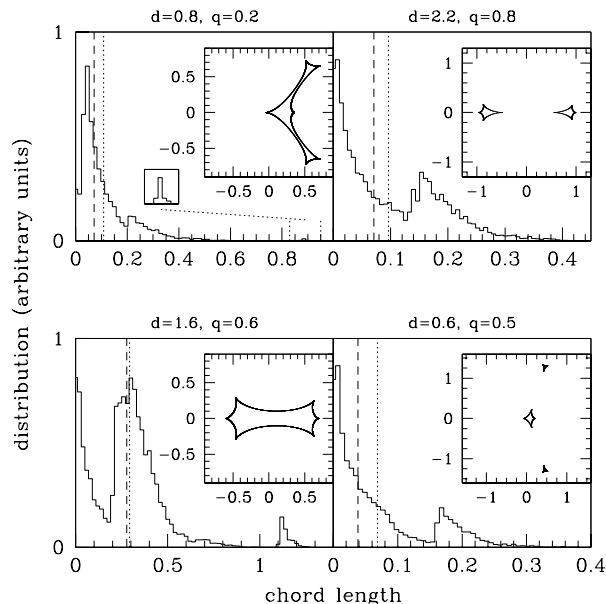 d=0.8, q=0.2
d=2.2, q=0.8
1
0.5
0
−0.5
−0.5 0 0.5
1
0
−1
−1 0 1
0
0 0.2 0.4 0.6 0.8
0 0.1 0.2 0.3 0.4
distribution (arbitrary units)
d=1.6, q=0.6
d=0.6, q=0.5
1
0.5
0
−0.5
−0.5 0 0.5
1
0
−1
−1 0 1
0
0 0.5 1
0 0.1 0.2 0.3 0.4 0.5
chord length